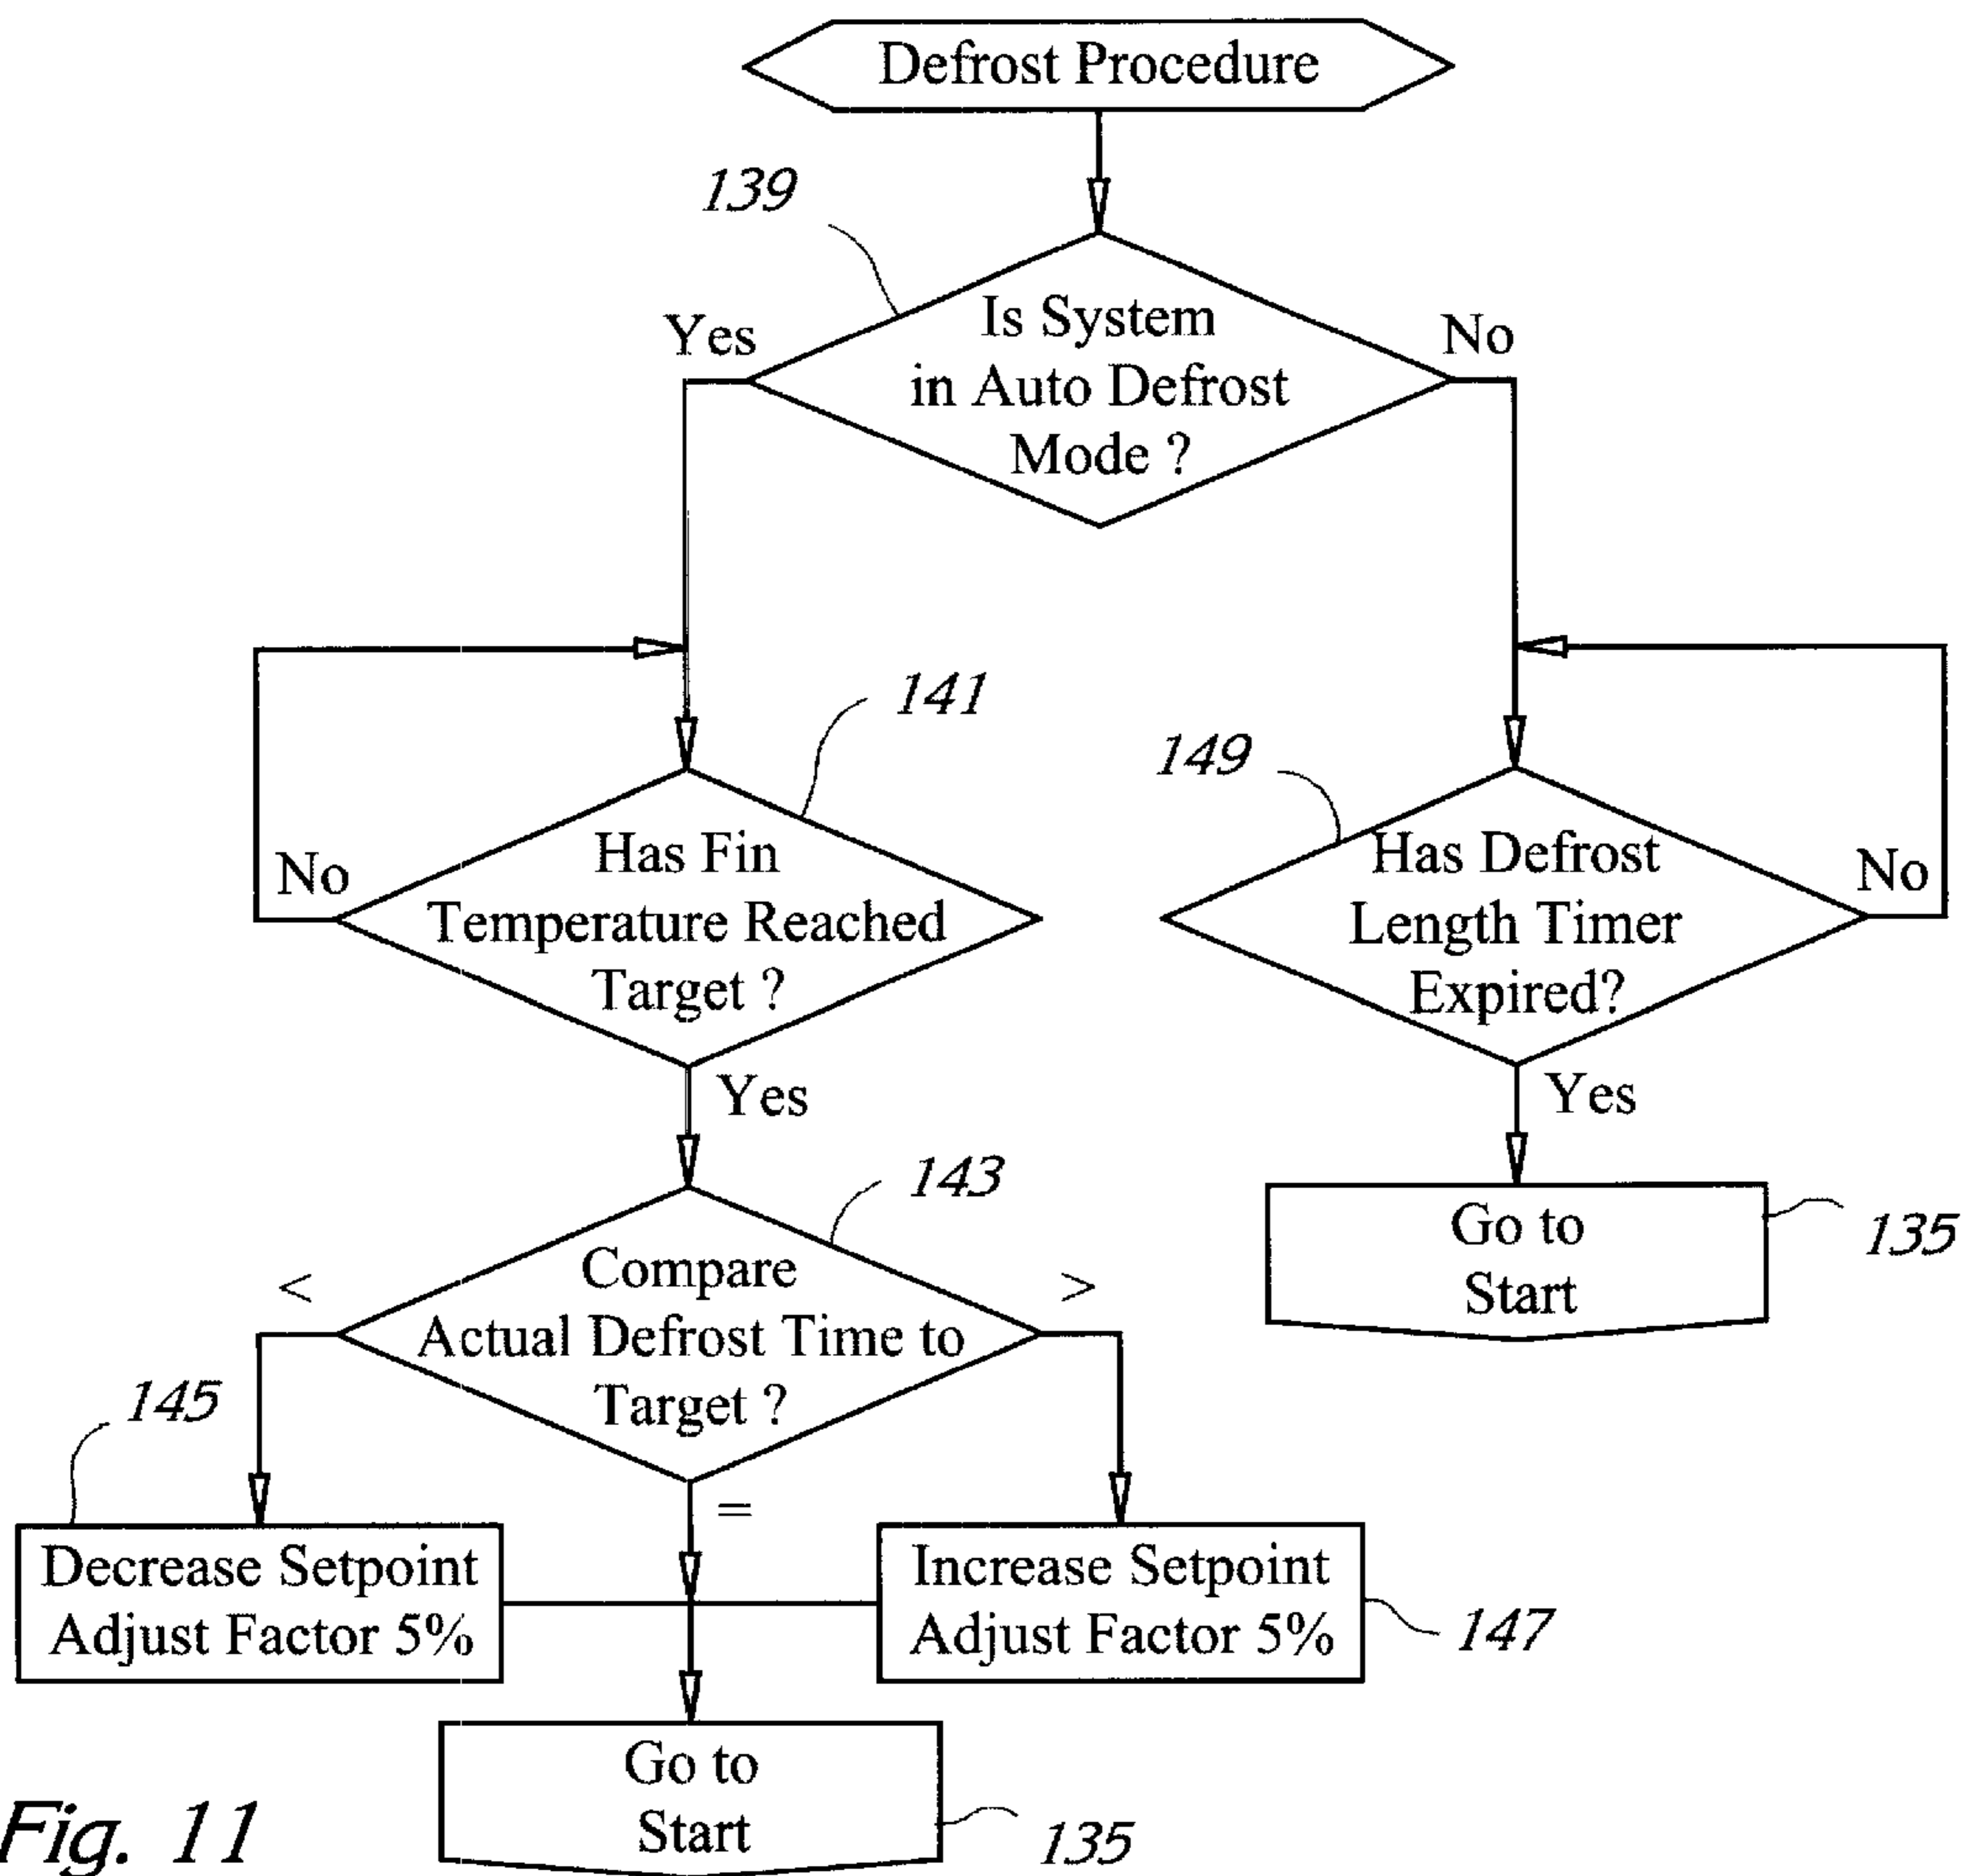 Defrost Procedure
139
Is System
in Auto Defrost
Mode ?
Yes
No
141
Has Fin
Temperature Reached
Target ?
No
Yes
149
Has Defrost
Length Timer
Expired?
No
Yes
143
Compare
Actual Defrost Time to
Target ?
<
>
=
Go to
Start
135
145
Decrease Setpoint
Adjust Factor 5%
Increase Setpoint
Adjust Factor 5%
147
Go to
Start
135
Fig. 11